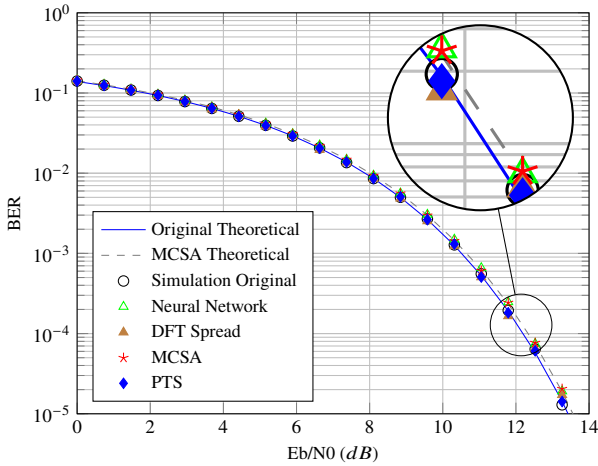 10^0
10^−1
10^−2
10^−3
10^−4
10^−5
BER
Original Theoretical
MCSA Theoretical
Simulation Original
Neural Network
DFT Spread
MCSA
PTS
0 2 4 6 8 10 12 14
Eb/N0 (dB)